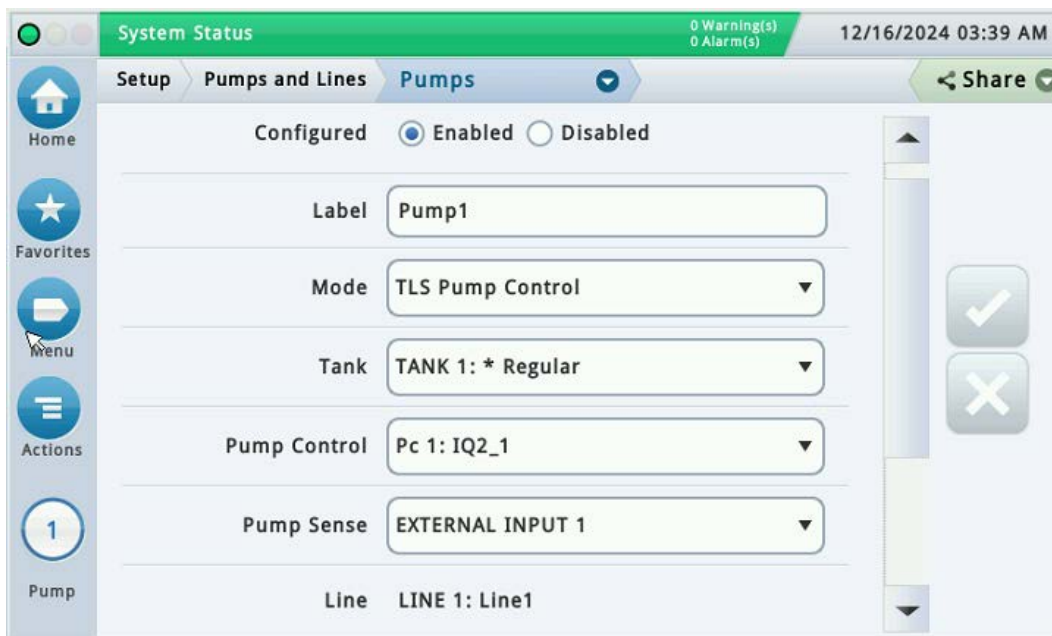 System Status
0 Warning(s)
0 Alarm(s)
12/16/2024 03:39 AM
Setup
Pumps and Lines
Pumps
Share
Home
Favorites
Menu
Actions
1
Pump
Configured
Enabled
Disabled
Label
Pump1
Mode
TLS Pump Control
Tank
TANK 1: * Regular
Pump Control
Pc 1: IQ2_1
Pump Sense
EXTERNAL INPUT 1
Line
LINE 1: Line1